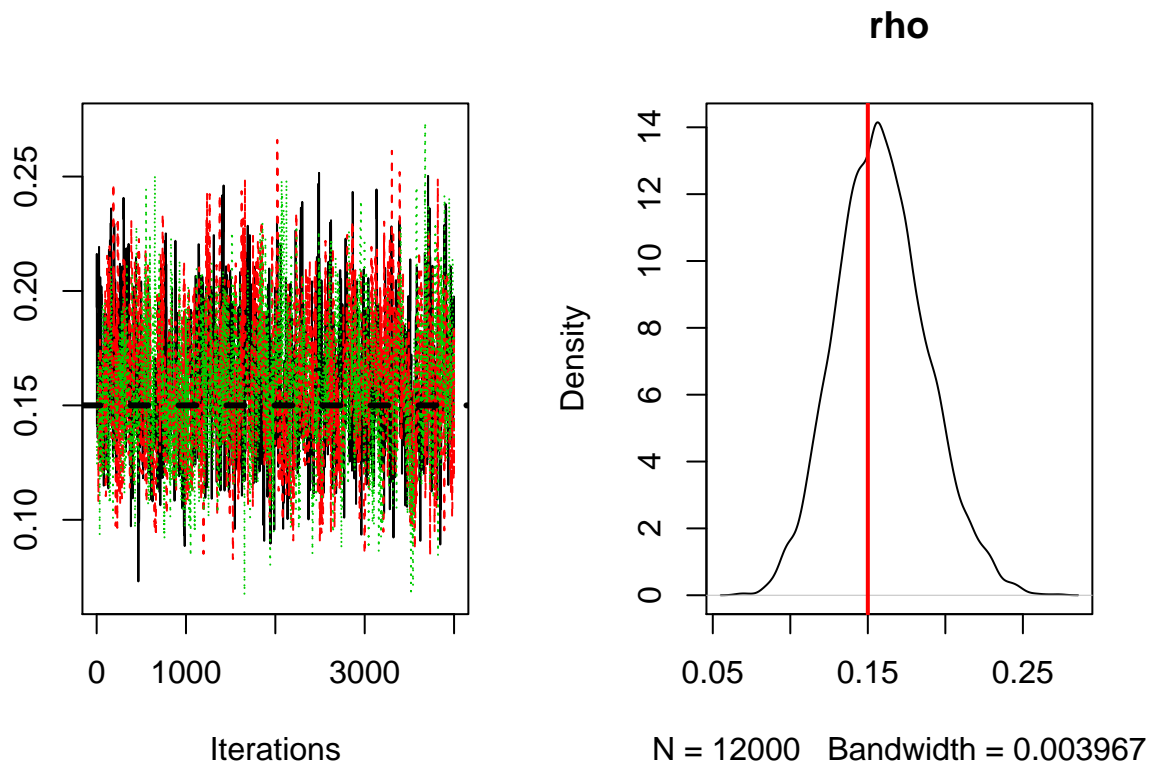 rho
0.10 0.15 0.20 0.25
0 1000 3000
Iterations
Density
0 2 4 6 8 10 12 14
0.05 0.15 0.25
N = 12000 Bandwidth = 0.003967